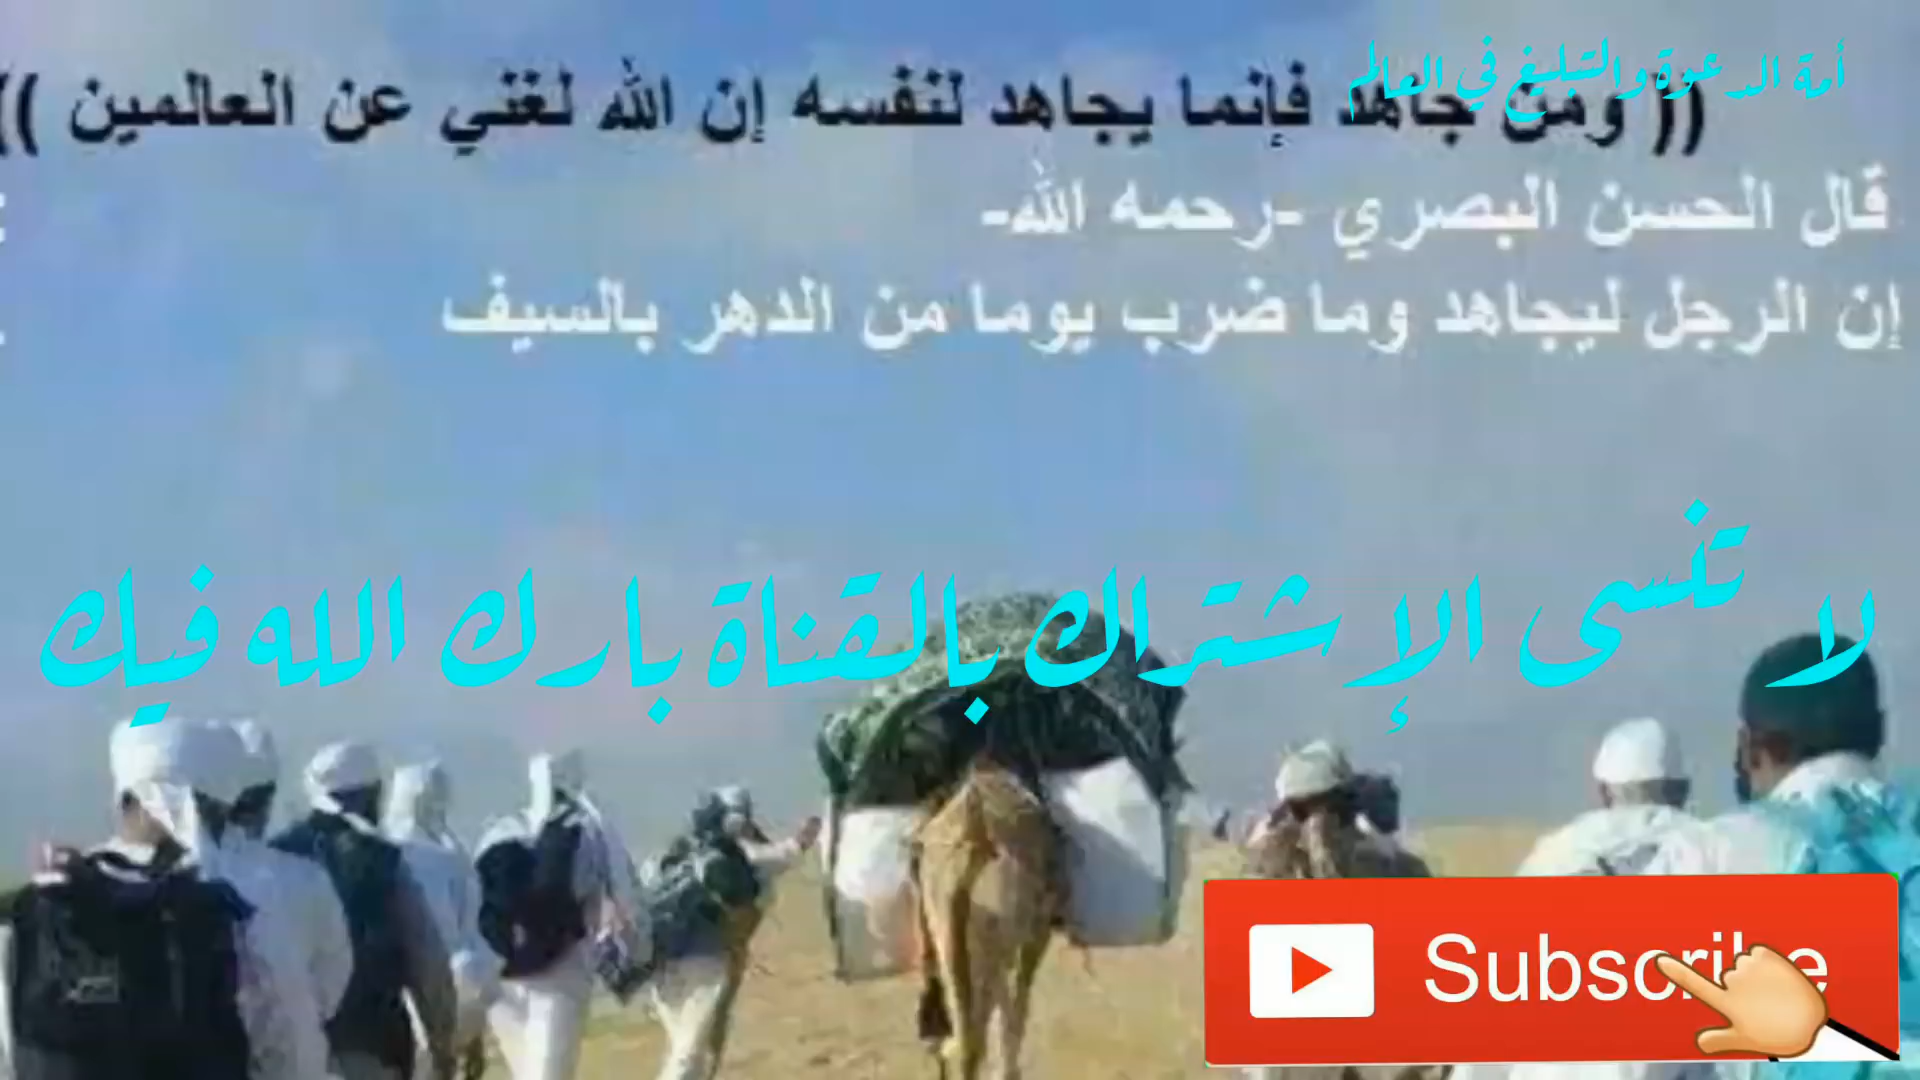 أمة الدعوة والتبليغ في العالم
(( ومن جاهد فإنما يجاهد لنفسه إن الله لغني عن العالمين ))
قال الحسن البصري -رحمه الله-
:
إن الرجل ليجاهد وما ضرب يوما من الدهر بالسيف
.
لا تنسى الإشتراك بالقناة بارك الله فيك
Subscribe